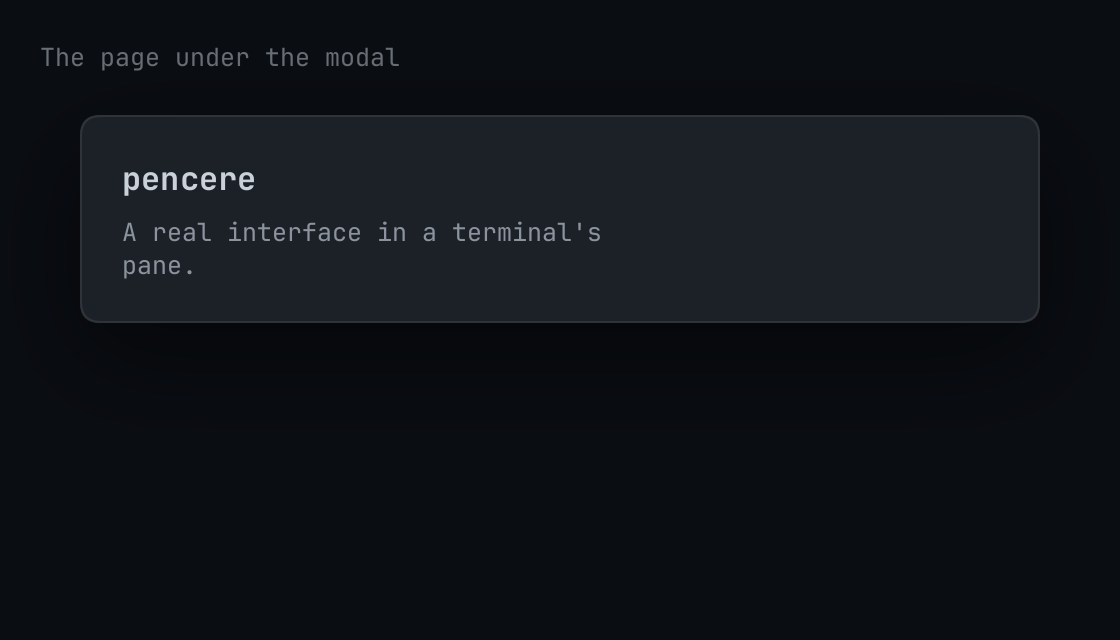 The page under the modal
pencere
A real interface in a terminal's
pane.